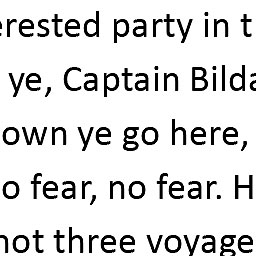 erested party in t
ye, Captain Bilda
own ye go here,
o fear, no fear. H
not three voyage